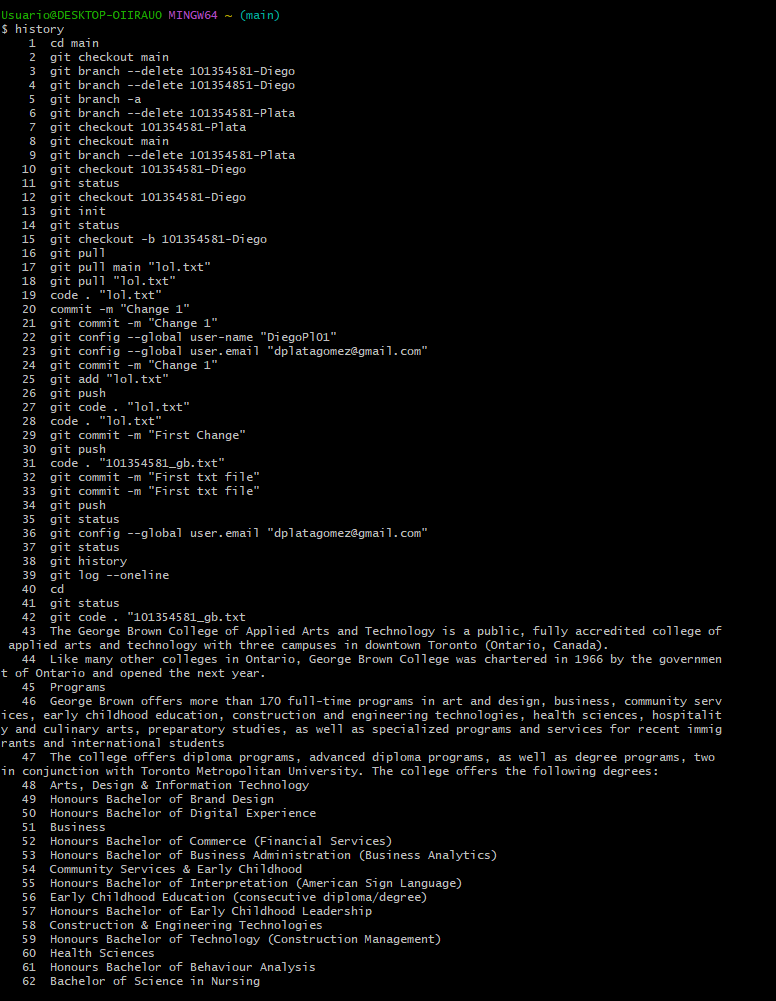 Usuario@DESKTOP-OIIRAUO MINGW64 ~ (main)
$ history
1 cd main
2 git checkout main
3 git branch --delete 101354581-Diego
4 git branch --delete 101354851-Diego
5 git branch -a
6 git branch --delete 101354581-Plata
7 git checkout 101354581-Plata
8 git checkout main
9 git branch --delete 101354581-Plata
10 git checkout 101354581-Diego
11 git status
12 git checkout 101354581-Diego
13 git init
14 git status
15 git checkout -b 101354581-Diego
16 git pull
17 git pull main "lol.txt"
18 git pull "lol.txt"
19 code . "lol.txt"
20 commit -m "Change 1"
21 git commit -m "Change 1"
22 git config --global user-name "DiegoPl01"
23 git config --global user.email "dplatagomez@gmail.com"
24 git commit -m "Change 1"
25 git add "lol.txt"
26 git push
27 git code . "lol.txt"
28 code . "lol.txt"
29 git commit -m "First Change"
30 git push
31 code . "101354581_gb.txt"
32 git commit -m "First txt file"
33 git commit -m "First txt file"
34 git push
35 git status
36 git config --global user.email "dplatagomez@gmail.com"
37 git status
38 git history
39 git log --oneline
40 cd
41 git status
42 git code . "101354581_gb.txt
43 The George Brown College of Applied Arts and Technology is a public, fully accredited college of
applied arts and technology with three campuses in downtown Toronto (Ontario, Canada).
44 Like many other colleges in Ontario, George Brown College was chartered in 1966 by the governmen
t of Ontario and opened the next year.
45 Programs
46 George Brown offers more than 170 full-time programs in art and design, business, community serv
ices, early childhood education, construction and engineering technologies, health sciences, hospitalit
y and culinary arts, preparatory studies, as well as specialized programs and services for recent immig
rants and international students
47 The college offers diploma programs, advanced diploma programs, as well as degree programs, two
in conjunction with Toronto Metropolitan University. The college offers the following degrees:
48 Arts, Design & Information Technology
49 Honours Bachelor of Brand Design
50 Honours Bachelor of Digital Experience
51 Business
52 Honours Bachelor of Commerce (Financial Services)
53 Honours Bachelor of Business Administration (Business Analytics)
54 Community Services & Early Childhood
55 Honours Bachelor of Interpretation (American Sign Language)
56 Early Childhood Education (consecutive diploma/degree)
57 Honours Bachelor of Early Childhood Leadership
58 Construction & Engineering Technologies
59 Honours Bachelor of Technology (Construction Management)
60 Health Sciences
61 Honours Bachelor of Behaviour Analysis
62 Bachelor of Science in Nursing